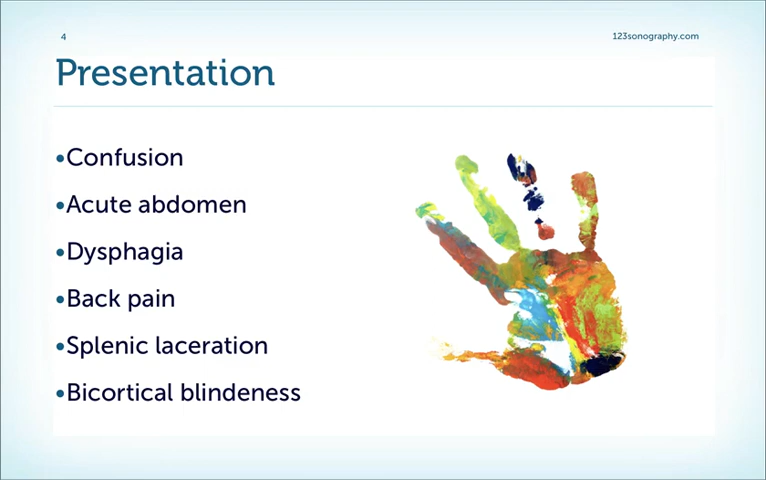 4
123sonography.com
Presentation
•Confusion
•Acute abdomen
•Dysphagia
•Back pain
•Splenic laceration
•Bicortical blindeness